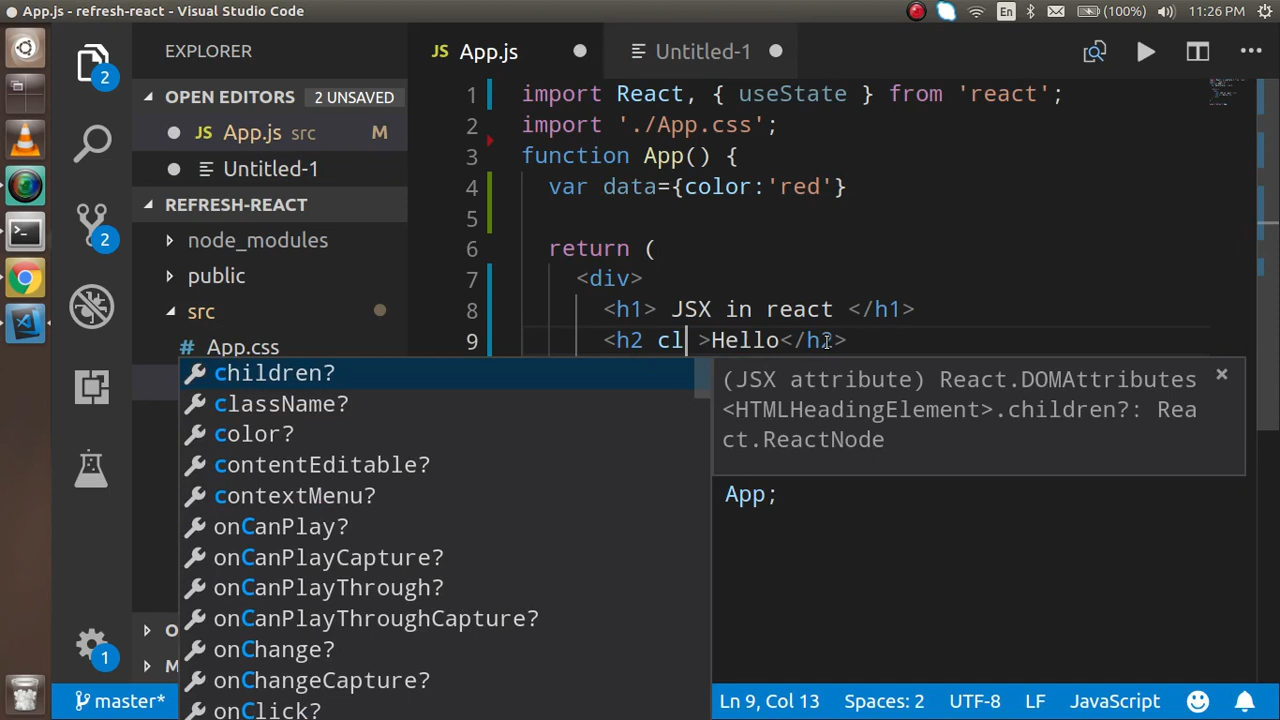 App.js - refresh-react - Visual Studio Code
En
(100%)
11:26 PM
EXPLORER
OPEN EDITORS 2 UNSAVED
JS App.js src M
Untitled-1
REFRESH-REACT
node_modules
public
src
# App.css
2
2
1
JS App.js
Untitled-1
1 import React, { useState } from 'react';
2 import './App.css';
3 function App() {
4 var data={color:'red'}
5
6 return (
7 <div>
8 <h1> JSX in react </h1>
9 <h2 cl >Hello</h2>
children?
className?
color?
contentEditable?
contextMenu?
onCanPlay?
onCanPlayCapture?
onCanPlayThrough?
onCanPlayThroughCapture?
onChange?
onChangeCapture?
onClick?
(JSX attribute) React.DOMAttributes
<HTMLHeadingElement>.children?: Rea
ct.ReactNode
App;
O
M
master*
Ln 9, Col 13
Spaces: 2
UTF-8
LF
JavaScript